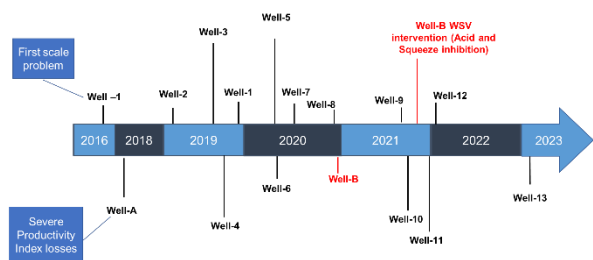 Well-B WSV
intervention (Acid and
Squeeze inhibition)
Well-5
Well-3
First scale
problem
Well –1
Well-2
Well-1
Well-7
Well-8
Well-9
Well-12
2016
2018
2019
2020
2021
2022
2023
Well-A
Well-4
Well-6
Well-B
Well-10
Well-11
Well-13
Severe
Productivity
Index losses